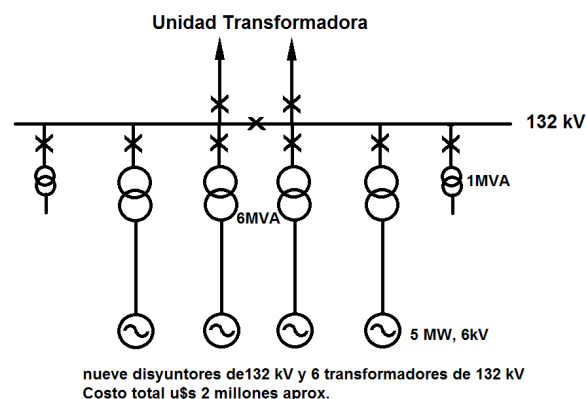 Unidad Transformadora
132 kV
1MVA
6MVA
5 MW, 6kV
nueve disyuntores de132 kV y 6 transformadores de 132 kV
Costo total u$s 2 millones aprox.